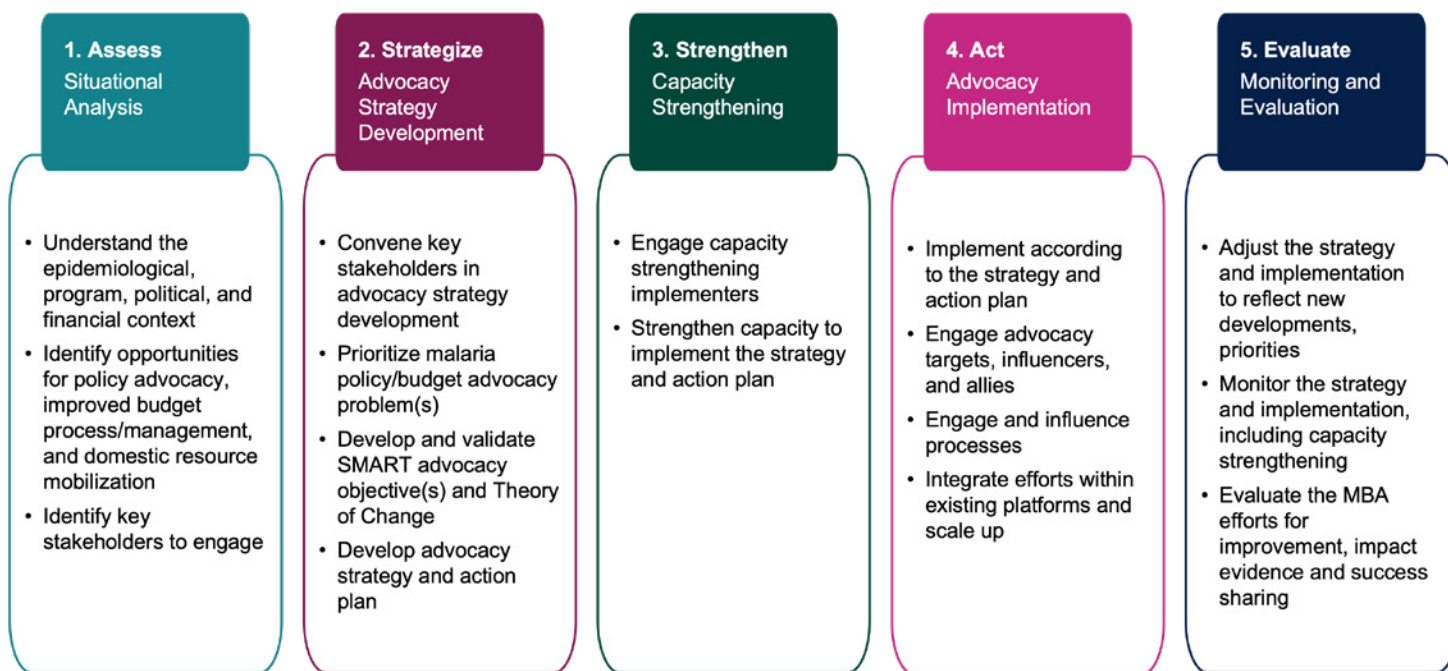 1. Assess
Situational
Analysis
• Understand the
epidemiological,
program, political, and
financial context
• Identify opportunities
for policy advocacy,
improved budget
process/management,
and domestic resource
mobilization
• Identify key
stakeholders to engage
2. Strategize
Advocacy
Strategy
Development
• Convene key
stakeholders in
advocacy strategy
development
• Prioritize malaria
policy/budget advocacy
problem(s)
• Develop and validate
SMART advocacy
objective(s) and Theory
of Change
• Develop advocacy
strategy and action
plan
3. Strengthen
Capacity
Strengthening
• Engage capacity
strengthening
implementers
• Strengthen capacity to
implement the strategy
and action plan
4. Act
Advocacy
Implementation
• Implement according
to the strategy and
action plan
• Engage advocacy
targets, influencers,
and allies
• Engage and influence
processes
• Integrate efforts within
existing platforms and
scale up
5. Evaluate
Monitoring and
Evaluation
• Adjust the strategy
and implementation
to reflect new
developments,
priorities
• Monitor the strategy
and implementation,
including capacity
strengthening
• Evaluate the MBA
efforts for
improvement, impact
evidence and success
sharing